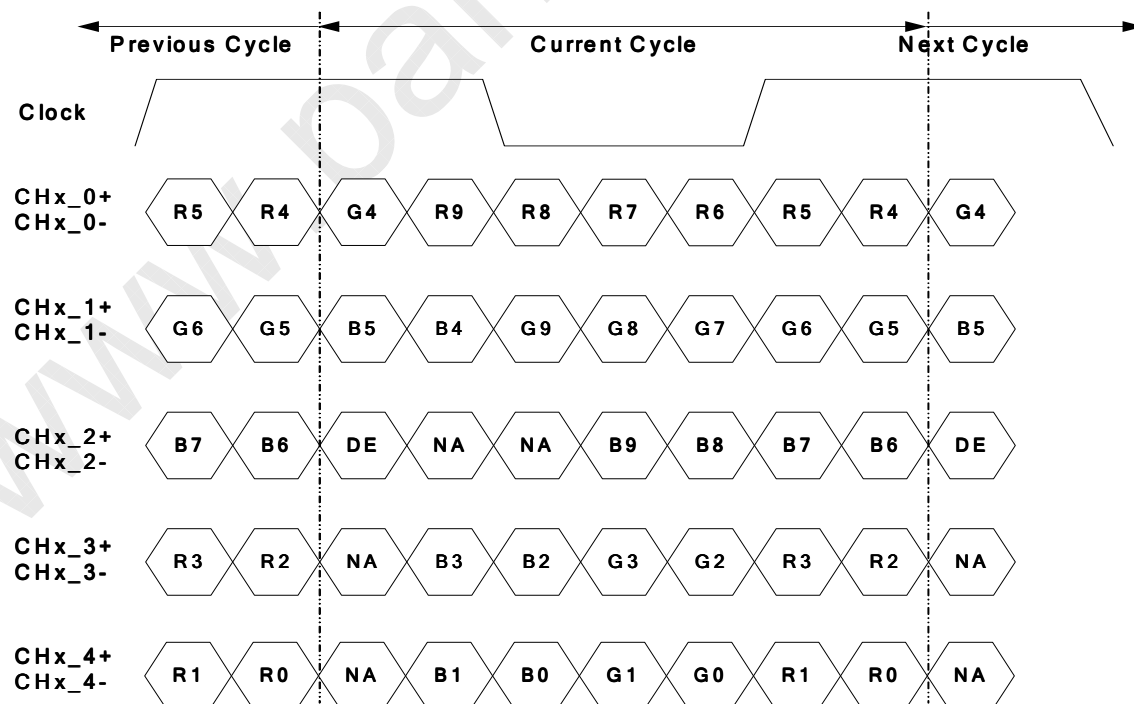 Previous Cycle Current Cycle Next Cycle
Clock
CHx_0+
CHx_0-
R5 R4 G4 R9 R8 R7 R6 R5 R4 G4
CHx_1+
CHx_1-
G6 G5 B5 B4 G9 G8 G7 G6 G5 B5
CHx_2+
CHx_2-
B7 B6 DE NA NA B9 B8 B7 B6 DE
CHx_3+
CHx_3-
R3 R2 NA B3 B2 G3 G2 R3 R2 NA
CHx_4+
CHx_4-
R1 R0 NA B1 B0 G1 G0 R1 R0 NA